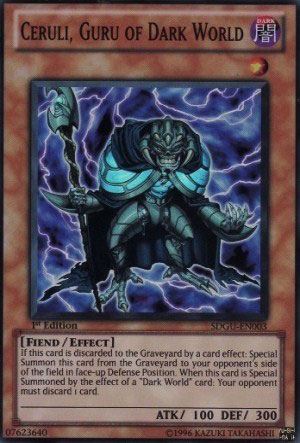 CERULI, GURU OF DARK WORLD
DARK
闇
1st Edition
SDGU-EN003
[FIEND / EFFECT]
If this card is discarded to the Graveyard by a card effect: Special
Summon this card from the Graveyard to your opponent's side
of the field in face-up Defense Position. When this card is Special
Summoned by the effect of a "Dark World" card: Your opponent
must discard 1 card.
ATK/ 100 DEF/ 300
07623640
©1996 KAZUKI TAKAHASHI